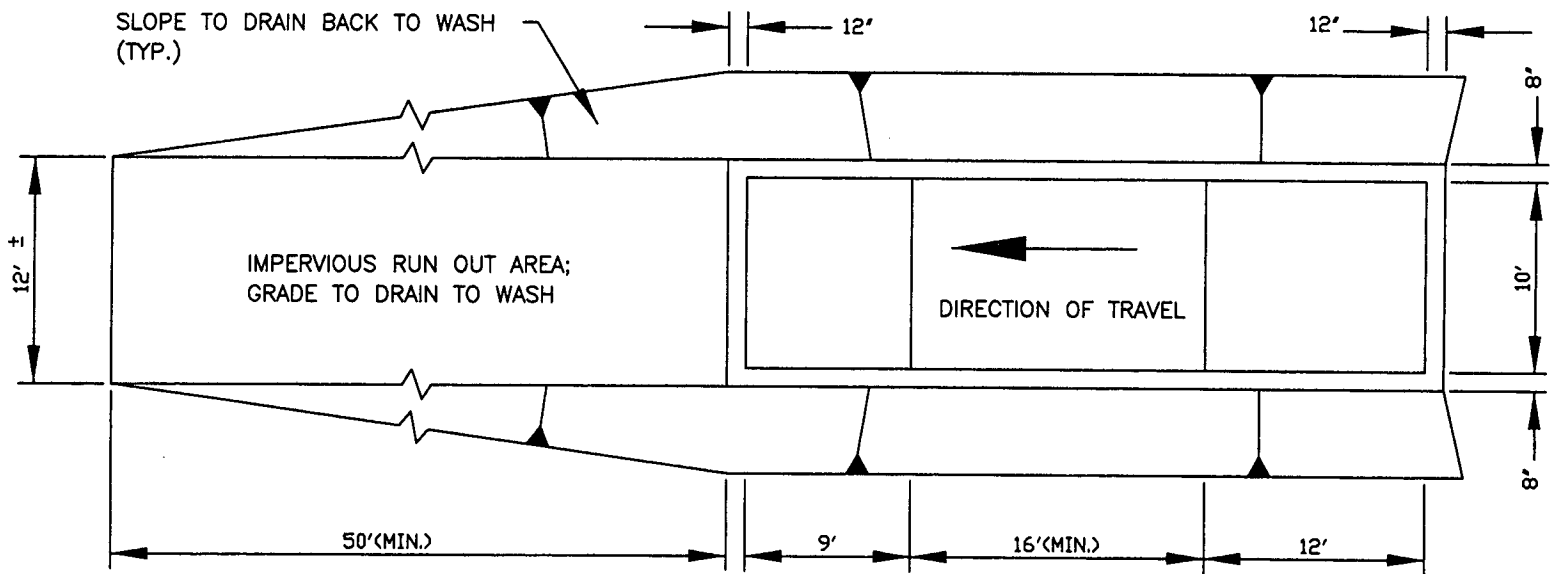 SLOPE TO DRAIN BACK TO WASH
(TYP.)
12"
12"
8"
12' ±
IMPERVIOUS RUN OUT AREA;
GRADE TO DRAIN TO WASH
DIRECTION OF TRAVEL
10'
8"
50'(MIN.)
9'
16'(MIN.)
12'